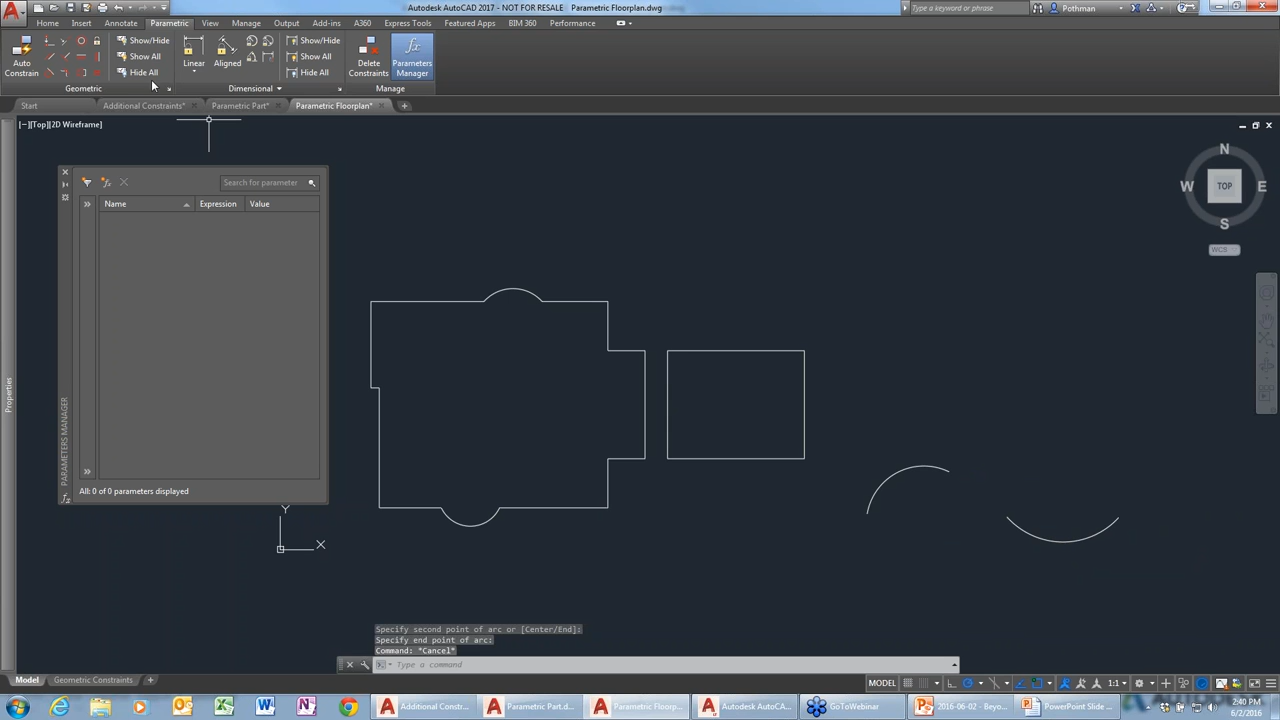 Autodesk AutoCAD 2017 - NOT FOR RESALE Parametric Floorplan.dwg
Type a keyword or phrase
Pothman
Home Insert Annotate Parametric View Manage Output Add-ins A360 Express Tools Featured Apps BIM 360 Performance
Auto Constrain
Show/Hide
Show All
Hide All
Linear
Aligned
Show/Hide
Show All
Hide All
Delete Constraints
fx
Parameters Manager
Geometric
Dimensional
Manage
Start
Additional Constraints*
Parametric Part*
Parametric Floorplan*
[−][Top][2D Wireframe]
N
W
TOP
E
S
WCS
Search for parameter
Name
Expression
Value
All: 0 of 0 parameters displayed
PARAMETERS MANAGER
Properties
Y
X
Specify second point of arc or [Center/End]:
Specify end point of arc:
Command: *Cancel*
Type a command
Model
Geometric Constraints
MODEL
1:1
Additional Constr...
Parametric Part.d...
Parametric Floorp...
Autodesk AutoCA...
GoToWebinar
2016-06-02 - Beyo...
PowerPoint Slide ...
2:40 PM
6/2/2016